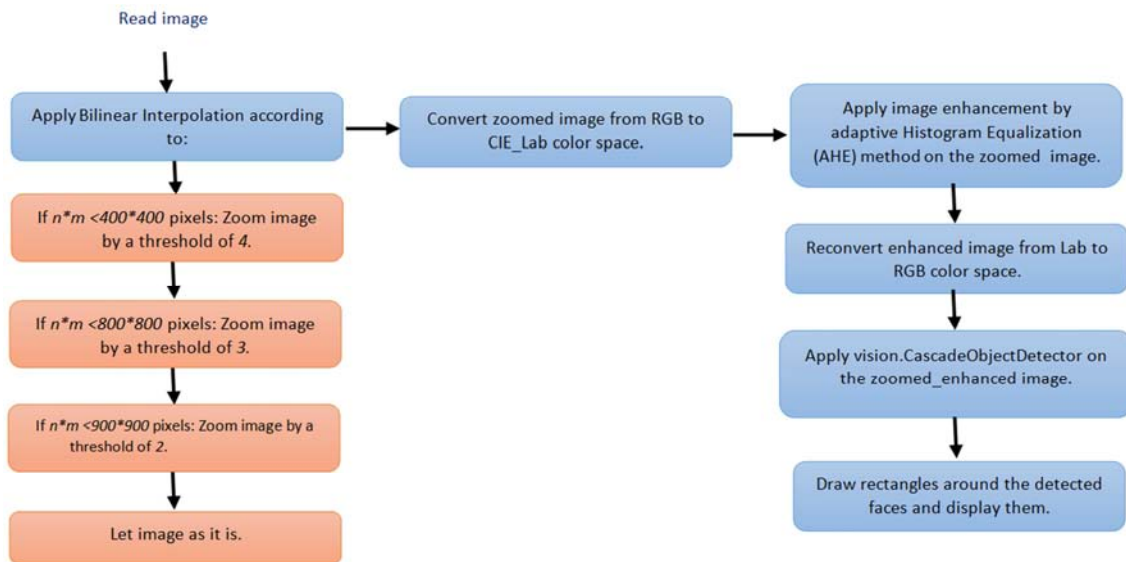 Read image
Apply Bilinear Interpolation according
to:
If n*m <400*400 pixels: Zoom image
by a threshold of 4.
If n*m <800*800 pixels: Zoom image
by a threshold of 3.
If n*m <900*900 pixels: Zoom image by a
threshold of 2.
Let image as it is.
Convert zoomed image from RGB to
CIE_Lab color space.
Apply image enhancement by
adaptive Histogram Equalization
(AHE) method on the zoomed image.
Reconvert enhanced image from Lab to
RGB color space.
Apply vision.CascadeObjectDetector on
the zoomed_enhanced image.
Draw rectangles around the detected
faces and display them.